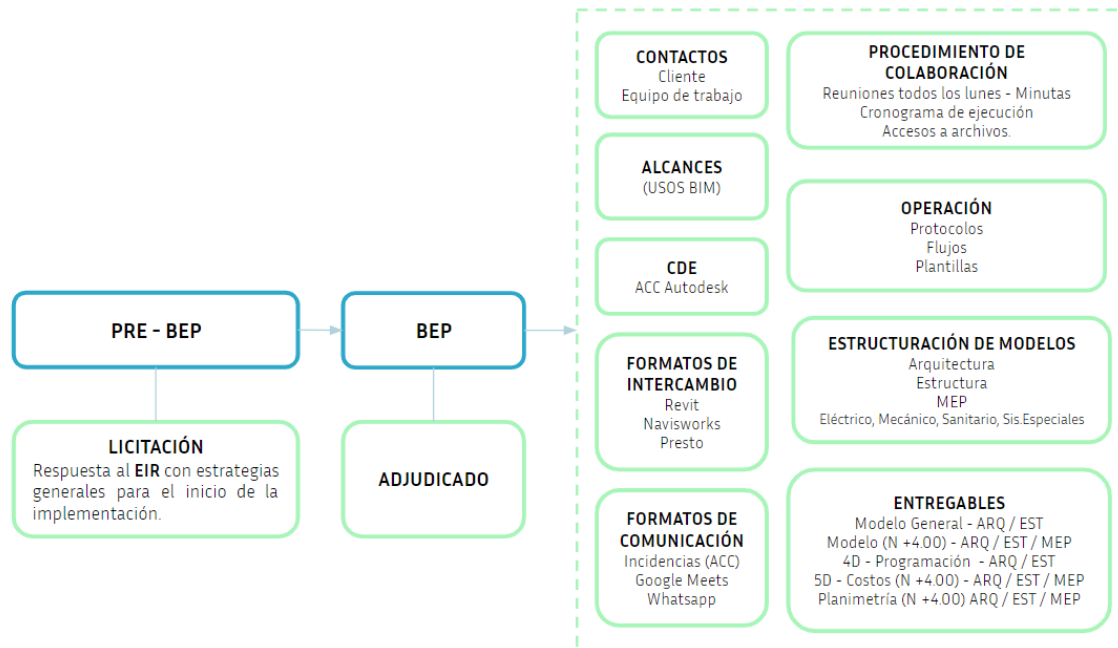 PRE - BEP
LICITACIÓN
Respuesta al EIR con estrategias
generales para el inicio de la
implementación.
BEP
ADJUDICADO
CONTACTOS
Cliente
Equipo de trabajo
ALCANCES
(USOS BIM)
CDE
ACC Autodesk
FORMATOS DE
INTERCAMBIO
Revit
Navisworks
Presto
FORMATOS DE
COMUNICACIÓN
Incidencias (ACC)
Google Meets
Whatsapp
PROCEDIMIENTO DE
COLABORACIÓN
Reuniones todos los lunes - Minutas
Cronograma de ejecución
Accesos a archivos.
OPERACIÓN
Protocolos
Flujos
Plantillas
ESTRUCTURACIÓN DE MODELOS
Arquitectura
Estructura
MEP
Eléctrico, Mecánico, Sanitario, Sis.Especiales
ENTREGABLES
Modelo General - ARQ / EST
Modelo (N +4.00) - ARQ / EST / MEP
4D - Programación - ARQ / EST
5D - Costos (N +4.00) - ARQ / EST / MEP
Planimetría (N +4.00) ARQ / EST / MEP